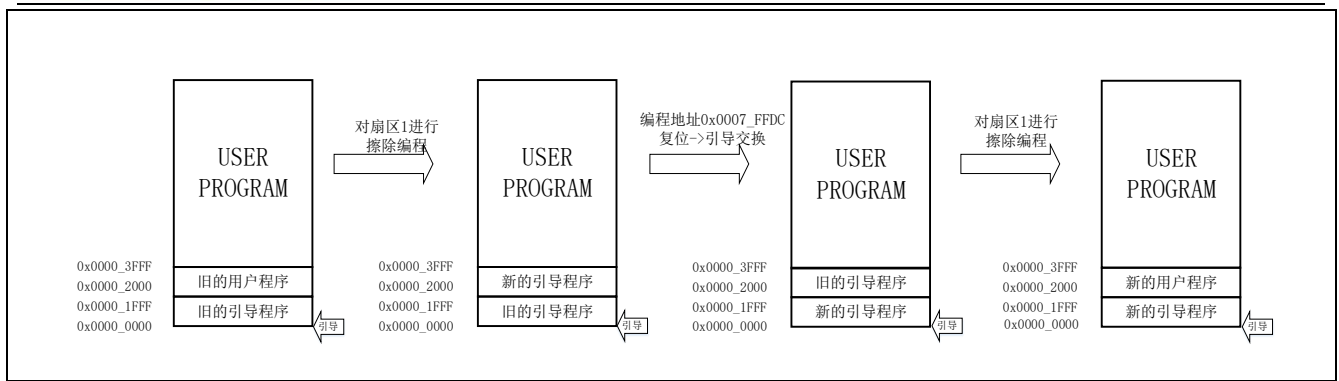 对扇区1进行
擦除编程
编程地址0x0007_FFDC
复位->引导交换
对扇区1进行
擦除编程
USER
PROGRAM
USER
PROGRAM
USER
PROGRAM
USER
PROGRAM
0x0000_3FFF
0x0000_2000
0x0000_1FFF
0x0000_0000
旧的用户程序
旧的引导程序
引导
0x0000_3FFF
0x0000_2000
0x0000_1FFF
0x0000_0000
新的引导程序
旧的引导程序
引导
0x0000_3FFF
0x0000_2000
0x0000_1FFF
0x0000_0000
旧的引导程序
新的引导程序
引导
0x0000_3FFF
0x0000_2000
0x0000_1FFF
0x0000_0000
新的用户程序
新的引导程序
引导